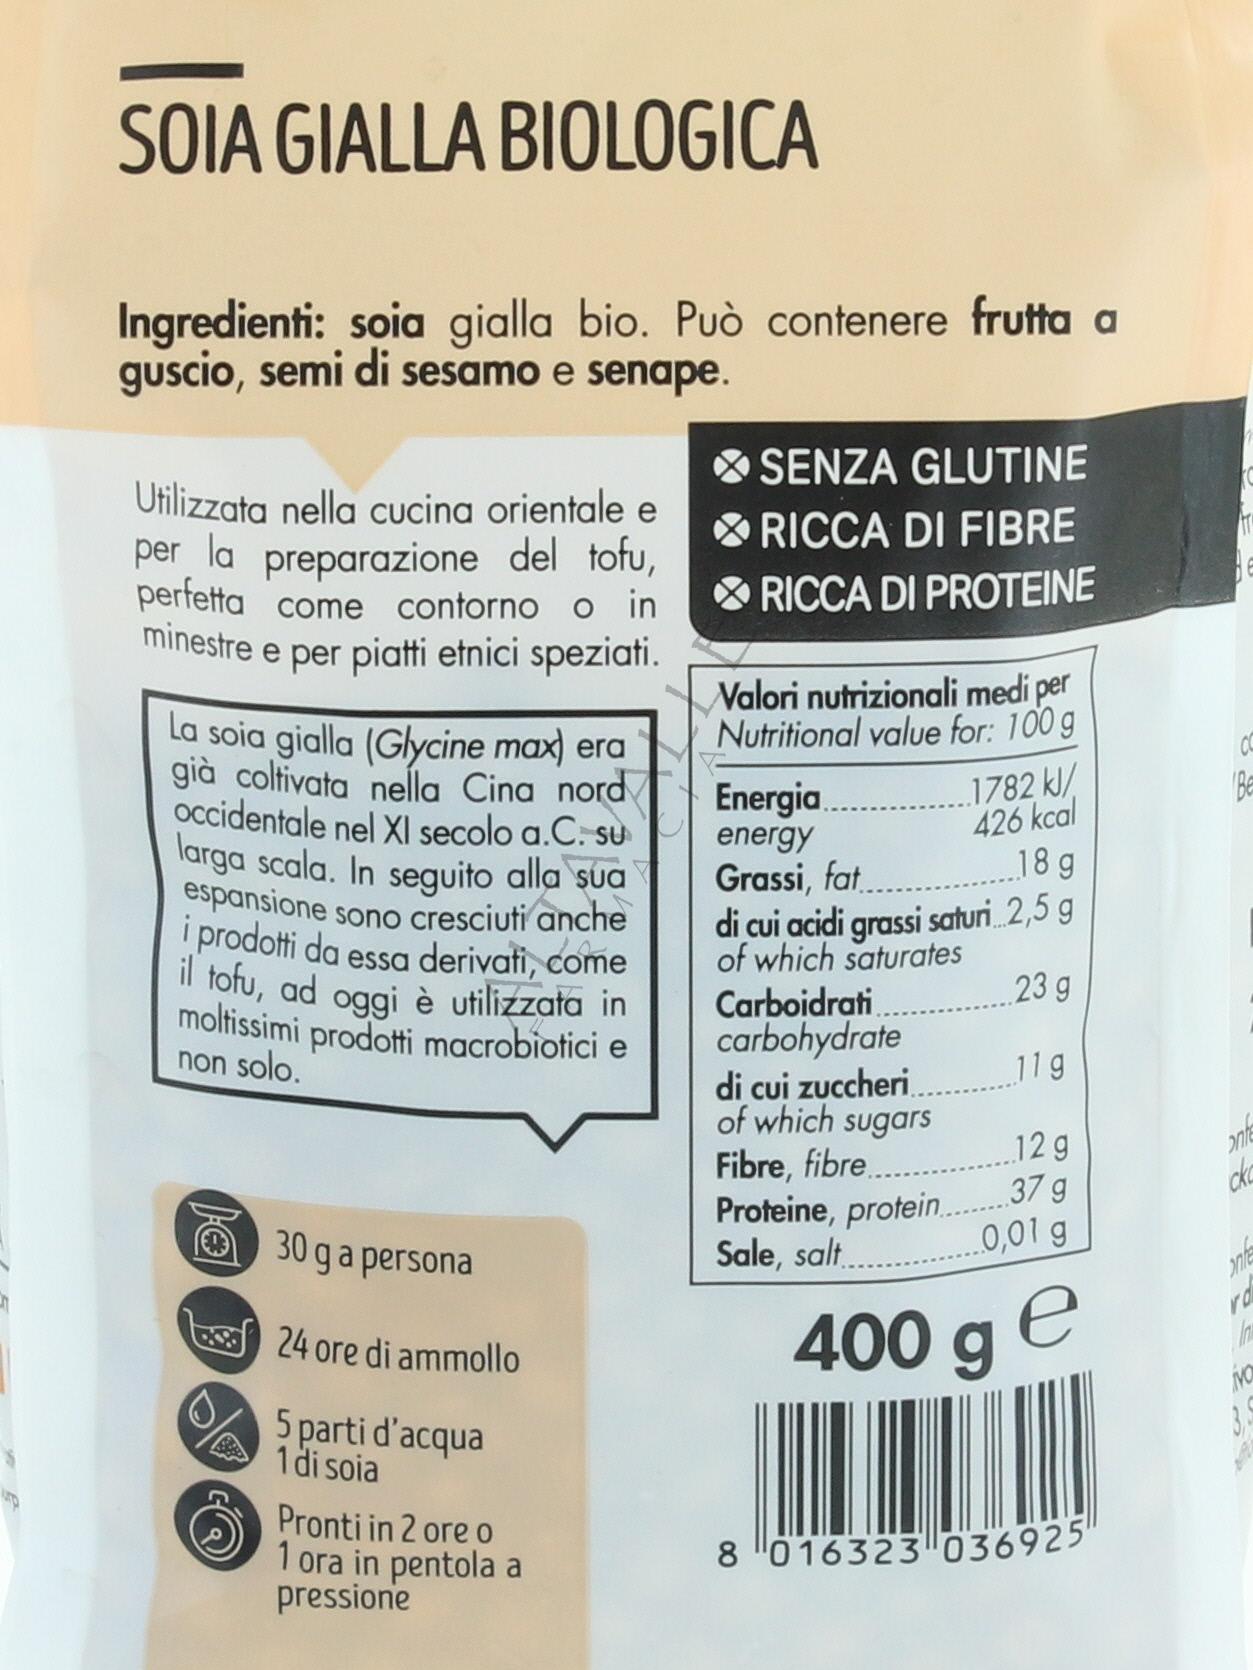 SOIA GIALLA BIOLOGICA
Ingredienti: soia gialla bio. Può contenere frutta a
guscio, semi di sesamo e senape.
Utilizzata nella cucina orientale e
per la preparazione del tofu,
perfetta come contorno o in
minestre e per piatti etnici speziati.
La soia gialla (Glycine max) era
già coltivata nella Cina nord
occidentale nel XI secolo a.C. su
larga scala. In seguito alla sua
espansione sono cresciuti anche
i prodotti da essa derivati, come
il tofu, ad oggi è utilizzata in
moltissimi prodotti macrobiotici e
non solo.
30 g a persona
24 ore di ammollo
5 parti d'acqua
1 di soia
Pronti in 2 ore o
1 ora in pentola a
pressione
SENZA GLUTINE
RICCA DI FIBRE
RICCA DI PROTEINE
Valori nutrizionali medi per
Nutritional value for: 100 g
Energia..............1782 kJ/
energy 426 kcal
Grassi, fat..............18 g
di cui acidi grassi saturi...2,5 g
of which saturates
Carboidrati..............23 g
carbohydrate
di cui zuccheri..............11 g
of which sugars
Fibre, fibre..............12 g
Proteine, protein..........37 g
Sale, salt..............0,01 g
400 g e
8 016323 036925
ALTAVALLE
FARMACIA